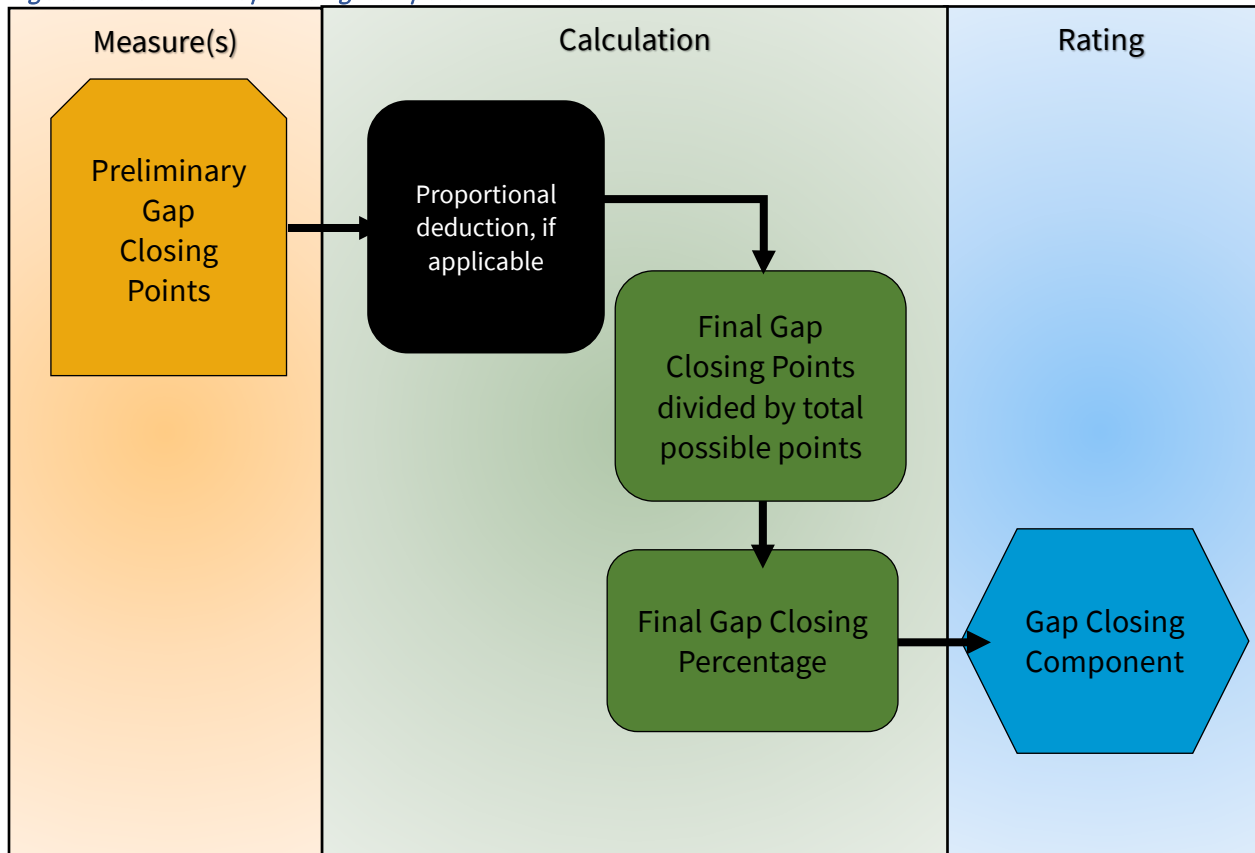 Measure(s)
Calculation
Rating
Preliminary
Gap
Closing
Points
Proportional
deduction, if
applicable
Final Gap
Closing Points
divided by total
possible points
Final Gap Closing
Percentage
Gap Closing
Component